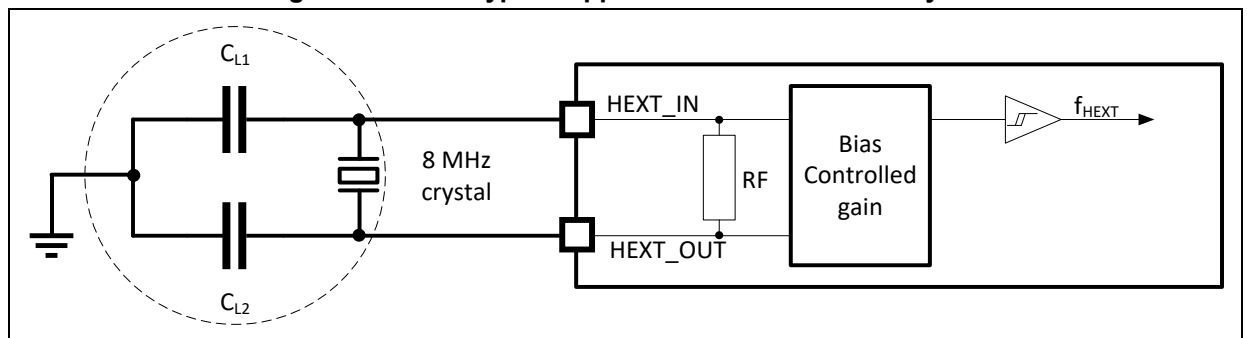 C_L1
HEXT_IN
f_HEXT
8 MHz
crystal
RF
Bias
Controlled
gain
HEXT_OUT
C_L2